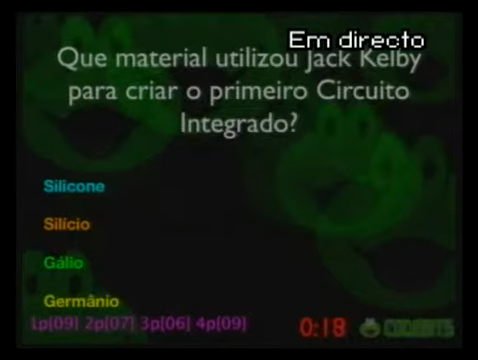 Em directo
Que material utilizou Jack Kelby
para criar o primeiro Circuito
Integrado?
Silicone
Silício
Gálio
Germânio
1p[09] 2p[07] 3p[06] 4p[09]
0:18